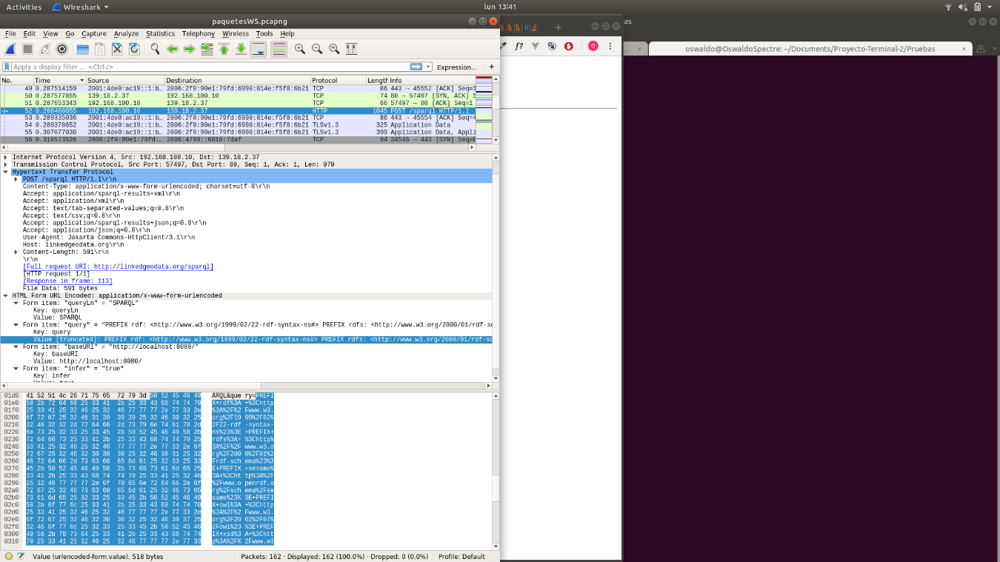 Activities Wireshark lun 13:41
paquetesWS.pcapng
File Edit View Go Capture Analyze Statistics Telephony Wireless Tools Help
Apply a display filter ... <Ctrl-/> Expression... +
No. Time Source Destination Protocol Length Info
49 0.287514159 2001:4de0:ac19::1:b… 2806:2f0:90e1:79fd:6990:814e:f5f8:6b21 TCP 86 443 → 45552 [ACK] Seq=1
50 0.287577855 139.18.2.37 192.168.100.10 TCP 74 80 → 57497 [SYN, ACK] S
51 0.287653343 192.168.100.10 139.18.2.37 TCP 66 57497 → 80 [ACK] Seq=1
52 0.288408655 192.168.100.10 139.18.2.37 HTTP 1045 POST /sparql HTTP/1.1
53 0.289335036 2001:4de0:ac19::1:b… 2806:2f0:90e1:79fd:6990:814e:f5f8:6b21 TCP 86 443 → 45554 [ACK] Seq=4
54 0.289378652 2001:4de0:ac19::1:b… 2806:2f0:90e1:79fd:6990:814e:f5f8:6b21 TLSv1.3 325 Application Data
55 0.307077030 2001:4de0:ac19::1:b… 2806:2f0:90e1:79fd:6990:814e:f5f8:6b21 TLSv1.3 399 Application Data, Appli
56 0.310573526 2806:2f0:90e1:79fd:… 2606:4700::6810:7daf TCP 94 34546 → 443 [SYN] Seq=0
Internet Protocol Version 4, Src: 192.168.100.10, Dst: 139.18.2.37
Transmission Control Protocol, Src Port: 57497, Dst Port: 80, Seq: 1, Ack: 1, Len: 979
Hypertext Transfer Protocol
POST /sparql HTTP/1.1\r\n
Content-Type: application/x-www-form-urlencoded; charset=utf-8\r\n
Accept: application/sparql-results+xml\r\n
Accept: application/xml\r\n
Accept: text/tab-separated-values;q=0.8\r\n
Accept: text/csv;q=0.8\r\n
Accept: application/sparql-results+json;q=0.8\r\n
Accept: application/json;q=0.8\r\n
User-Agent: Jakarta Commons-HttpClient/3.1\r\n
Host: linkedgeodata.org\r\n
Content-Length: 591\r\n
\r\n
[Full request URI: http://linkedgeodata.org/sparql]
[HTTP request 1/1]
[Response in frame: 113]
File Data: 591 bytes
HTML Form URL Encoded: application/x-www-form-urlencoded
Form item: "queryLn" = "SPARQL"
Key: queryLn
Value: SPARQL
Form item: "query" = "PREFIX rdf: <http://www.w3.org/1999/02/22-rdf-syntax-ns#> PREFIX rdfs: <http://www.w3.org/2000/01/rdf-sc
Key: query
Value [truncated]: PREFIX rdf: <http://www.w3.org/1999/02/22-rdf-syntax-ns#> PREFIX rdfs: <http://www.w3.org/2000/01/rdf-sc
Form item: "baseURI" = "http://localhost:8080/"
Key: baseURI
Value: http://localhost:8080/
Form item: "infer" = "true"
Key: infer
01d0 41 52 51 4c 26 71 75 65 72 79 3d 50 52 45 46 49 ARQL&que ry=PREFI
01e0 58 2b 72 64 66 25 33 41 2b 25 33 43 68 74 74 70 X+rdf%3A +%3Chttp
01f0 25 33 41 25 32 46 25 32 46 77 77 77 2e 77 33 2e %3A%2F%2 Fwww.w3.
0200 6f 72 67 25 32 46 31 39 39 39 25 32 46 30 32 25 org%2F19 99%2F02%
0210 32 46 32 32 2d 72 64 66 2d 73 79 6e 74 61 78 2d 2F22-rdf -syntax-
0220 6e 73 25 32 33 25 33 45 2b 50 52 45 46 49 58 2b ns%23%3E +PREFIX+
0230 72 64 66 73 25 33 41 2b 25 33 43 68 74 74 70 25 rdfs%3A+ %3Chttp%
0240 33 41 25 32 46 25 32 46 77 77 77 2e 77 33 2e 6f 3A%2F%2F www.w3.o
0250 72 67 25 32 46 32 30 30 30 25 32 46 30 31 25 32 rg%2F200 0%2F01%2
0260 46 72 64 66 2d 73 63 68 65 6d 61 25 32 33 25 33 Frdf-sch ema%23%3
0270 45 2b 50 52 45 46 49 58 2b 73 65 73 61 6d 65 25 E+PREFIX +sesame%
0280 33 41 2b 25 33 43 68 74 74 70 25 33 41 25 32 46 3A+%3Cht tp%3A%2F
0290 25 32 46 77 77 77 2e 6f 70 65 6e 72 64 66 2e 6f %2Fwww.o penrdf.o
02a0 72 67 25 32 46 73 63 68 65 6d 61 25 32 46 73 65 rg%2Fsch ema%2Fse
02b0 73 61 6d 65 25 32 33 25 33 45 2b 50 52 45 46 49 same%23% 3E+PREFI
02c0 58 2b 6f 77 6c 25 33 41 2b 25 33 43 68 74 74 70 X+owl%3A +%3Chttp
02d0 25 33 41 25 32 46 25 32 46 77 77 77 2e 77 33 2e %3A%2F%2 Fwww.w3.
02e0 6f 72 67 25 32 46 32 30 30 32 25 32 46 30 37 25 org%2F20 02%2F07%
02f0 32 46 6f 77 6c 25 32 33 25 33 45 2b 50 52 45 46 2Fowl%23 %3E+PREF
0300 49 58 2b 78 73 64 25 33 41 2b 25 33 43 68 74 74 IX+xsd%3 A+%3Chtt
0310 70 25 33 41 25 32 46 25 32 46 77 77 77 2e 77 33 p%3A%2F% 2Fwww.w3
Value (urlencoded-form.value), 518 bytes Packets: 162 · Displayed: 162 (100.0%) · Dropped: 0 (0.0%) Profile: Default
f?
O
as
oswaldo@OswaldoSpectre: ~/Documents/Proyecto-Terminal-2/Pruebas